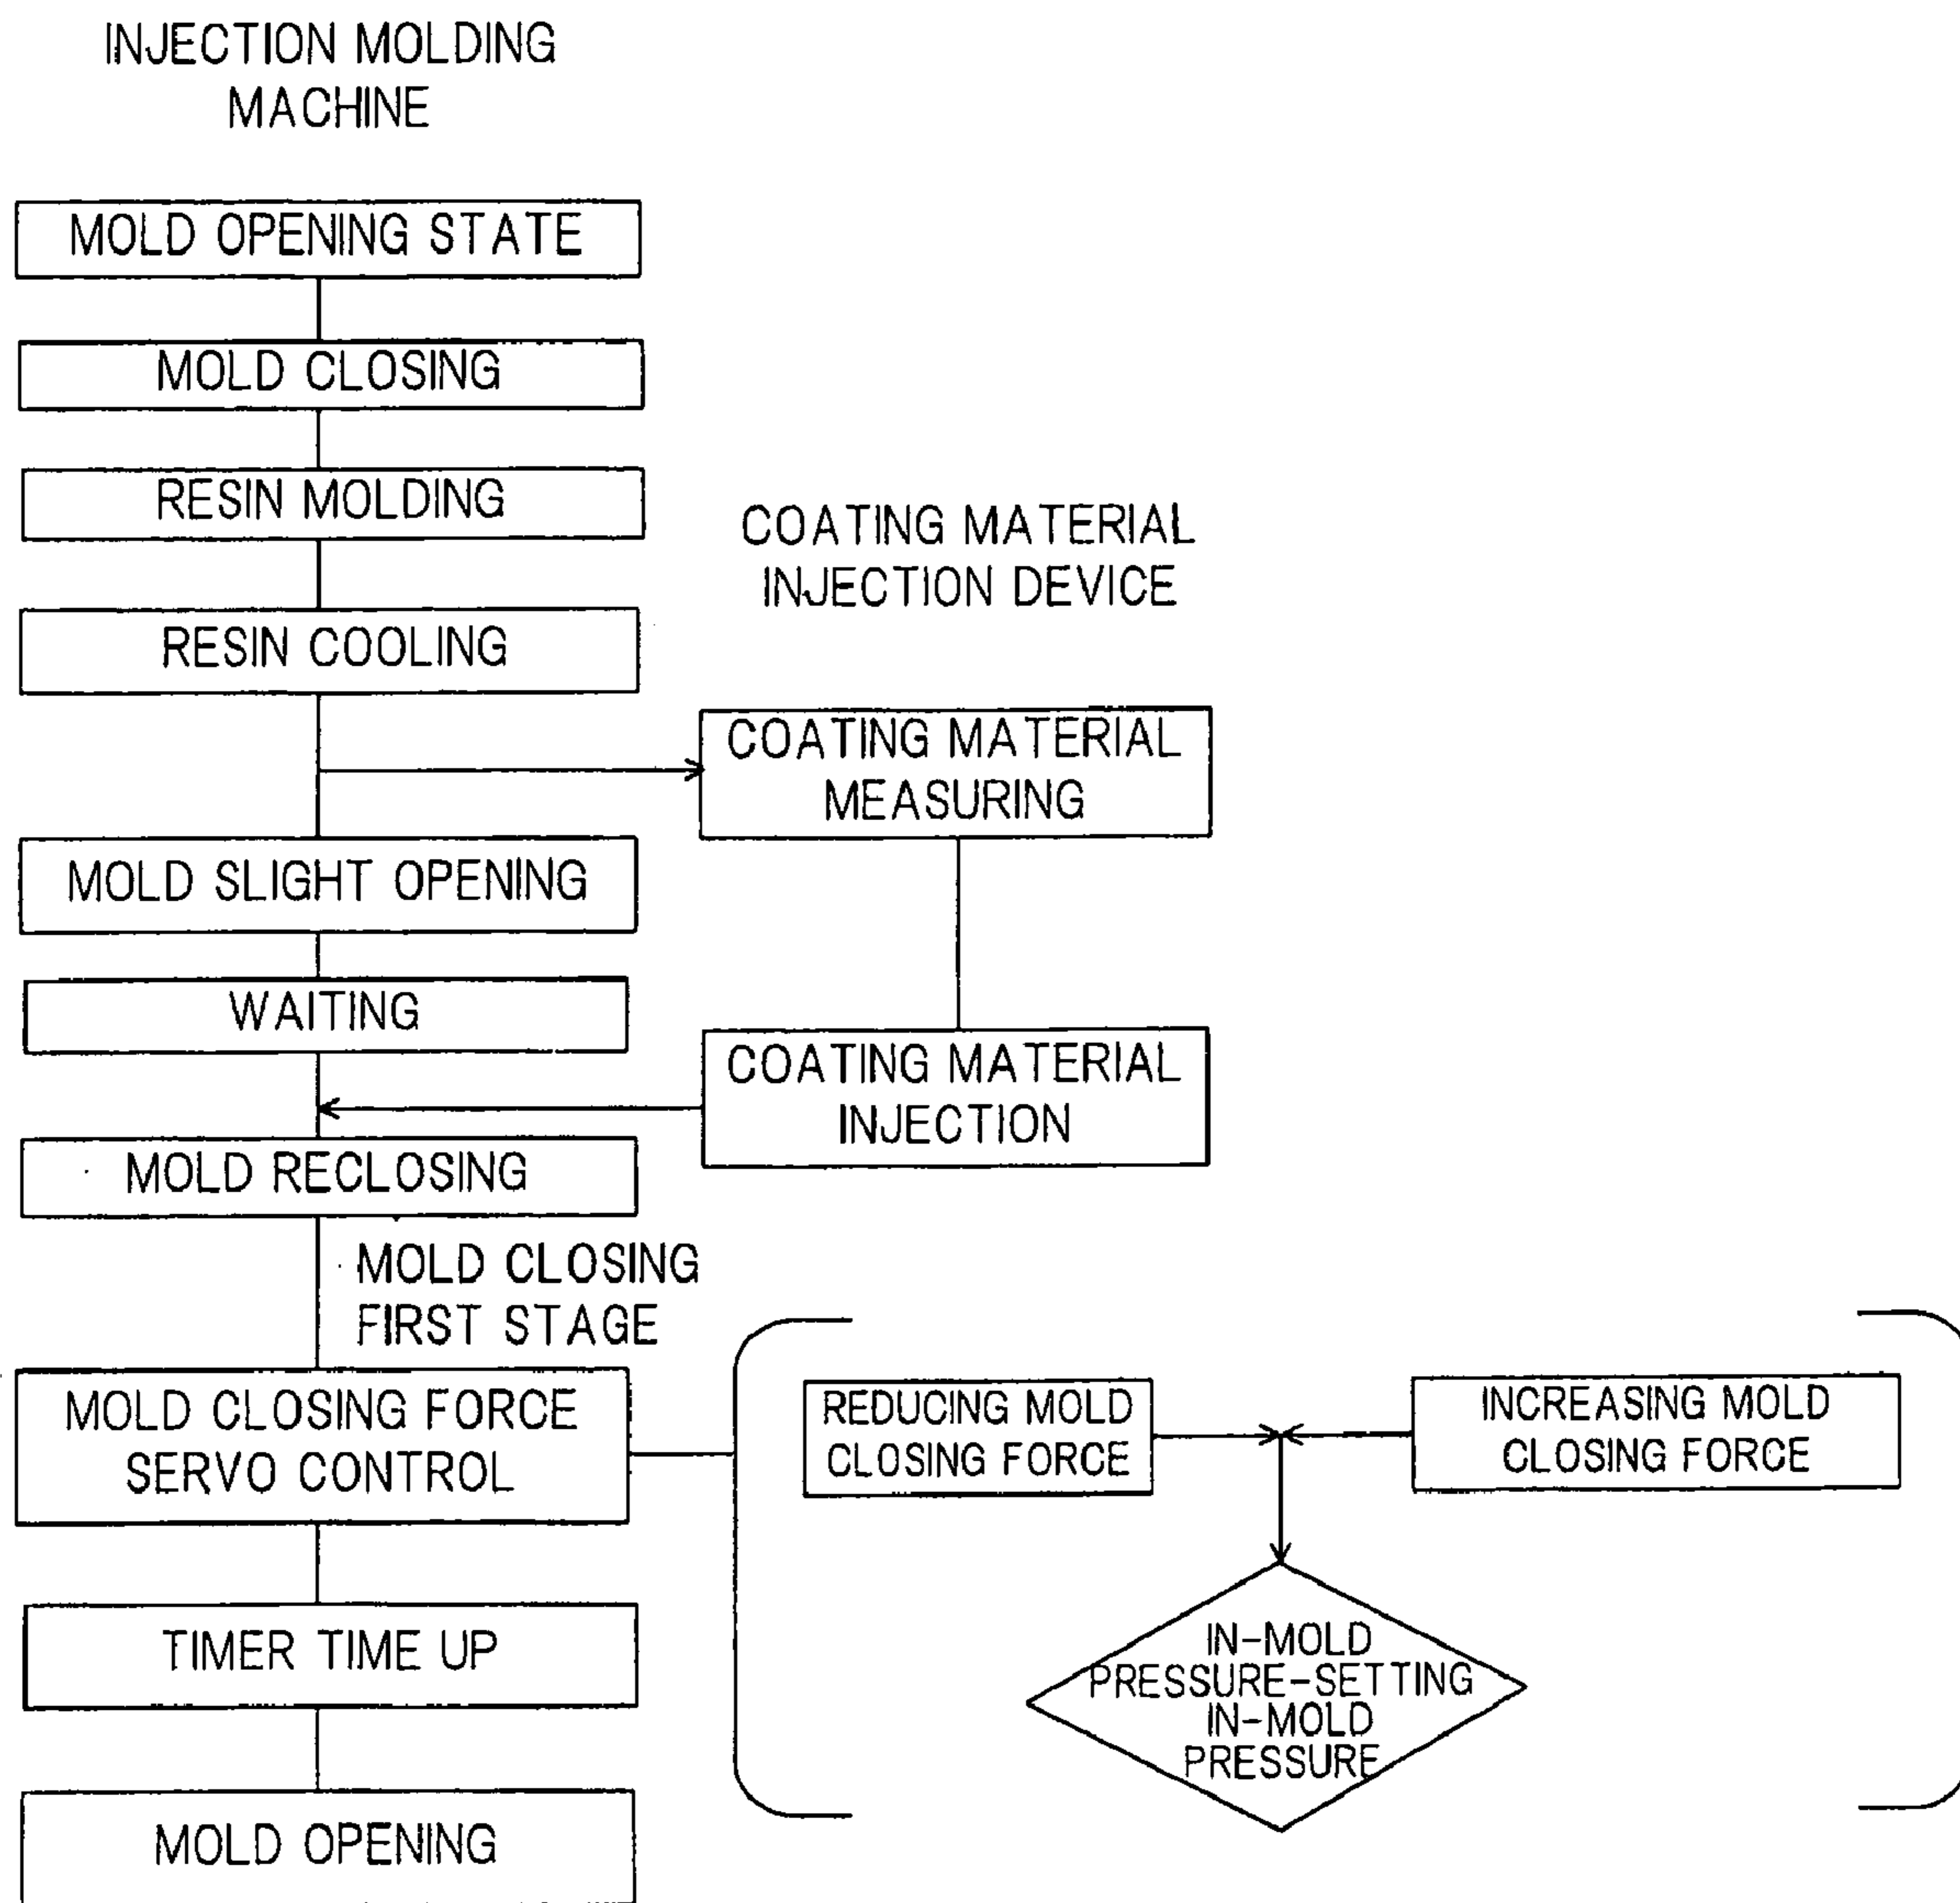 INJECTION MOLDING
MACHINE
MOLD OPENING STATE
MOLD CLOSING
RESIN MOLDING
RESIN COOLING
COATING MATERIAL
INJECTION DEVICE
COATING MATERIAL
MEASURING
MOLD SLIGHT OPENING
WAITING
COATING MATERIAL
INJECTION
MOLD RECLOSING
MOLD CLOSING
FIRST STAGE
MOLD CLOSING FORCE
SERVO CONTROL
REDUCING MOLD
CLOSING FORCE
INCREASING MOLD
CLOSING FORCE
IN-MOLD
PRESSURE-SETTING
IN-MOLD
PRESSURE
TIMER TIME UP
MOLD OPENING